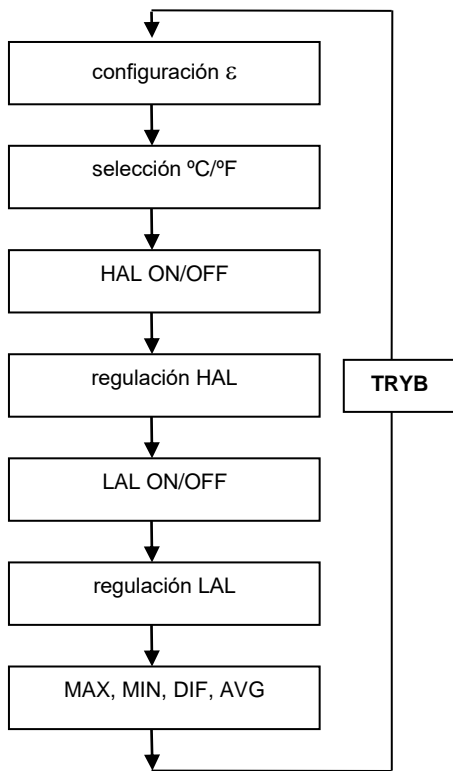 configuración ε
selección ºC/ºF
HAL ON/OFF
regulación HAL
TRYB
LAL ON/OFF
regulación LAL
MAX, MIN, DIF, AVG